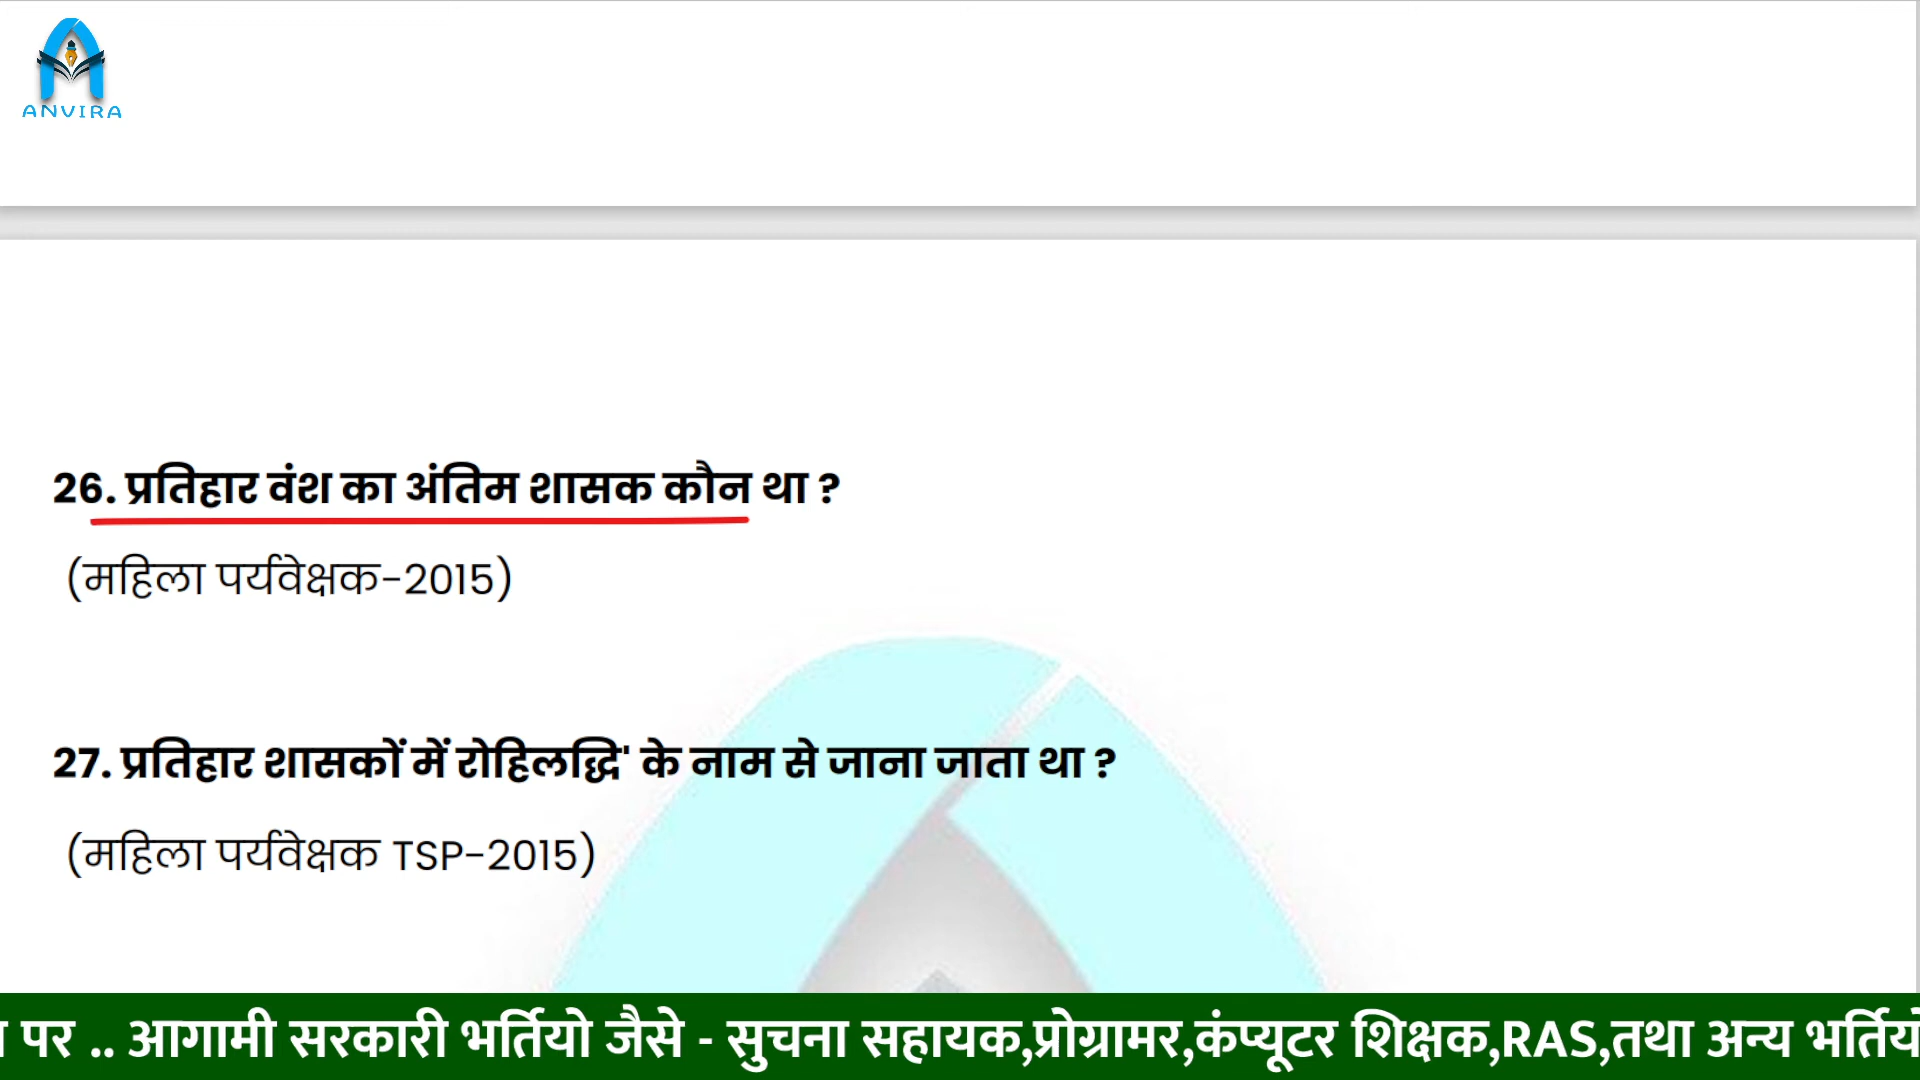 ANVIRA
26. प्रतिहार वंश का अंतिम शासक कौन था ?
(महिला पर्यवेक्षक-2015)
27. प्रतिहार शासकों में रोहिलद्धि' के नाम से जाना जाता था ?
(महिला पर्यवेक्षक TSP-2015)
पर .. आगामी सरकारी भर्तियो जैसे - सुचना सहायक,प्रोग्रामर,कंप्यूटर शिक्षक,RAS,तथा अन्य